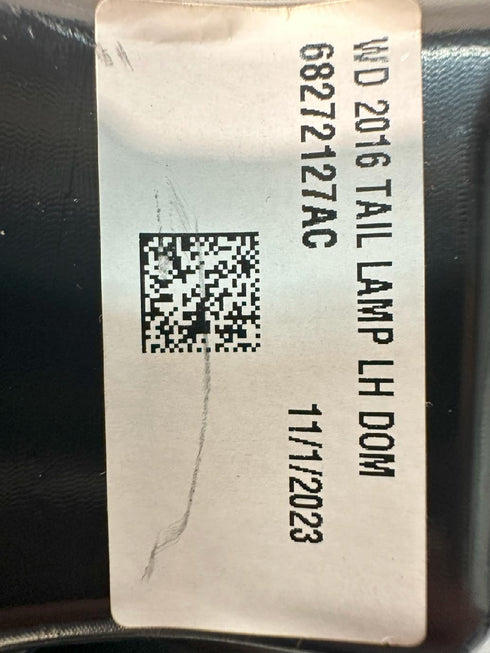 WD 2016 TAIL LAMP LH DOM
68272127AC
11/1/2023